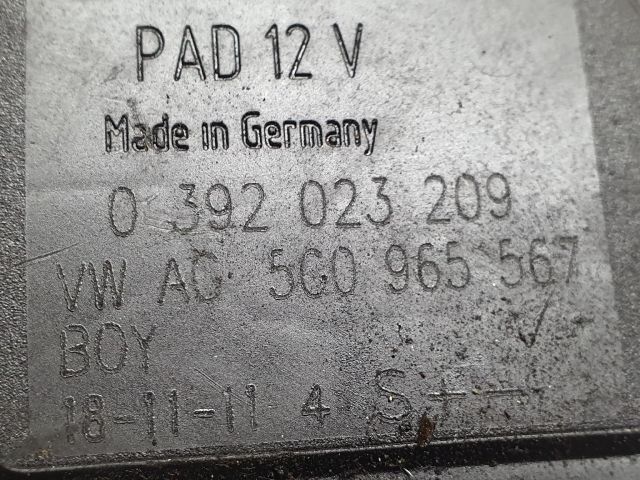 PAD 12 V
Made in Germany
0 392 023 209
VW AG 5G0 965 567
BOY
18-11-11 4 S + -